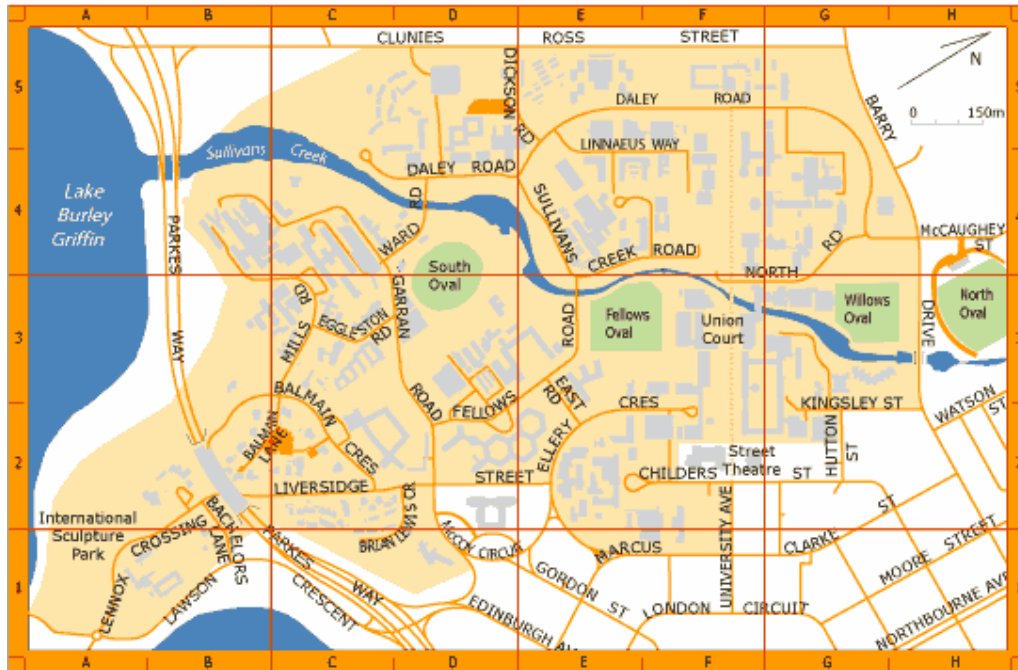 A B C D E F G H
CLUNIES ROSS STREET
N
0 150m
5
DICKSON RD
DALEY ROAD
BARRY DRIVE
LINNAEUS WAY
Sullivans Creek
DALEY ROAD
4
Lake
Burley
Griffin
PARKES WAY
WARD RD
SULLIVANS CREEK ROAD
NORTH RD
McCAUGHEY
ST
South
Oval
GARRAN ROAD
MILLS RD
EGGLESTON
RD
ROAD
Fellows
Oval
Union
Court
Willows
Oval
North
Oval
3
BALMAIN CRES
BALMAN
LANE
FELLOWS
EAST
RD
CRES
KINGSLEY ST
WATSON
ST
2
LIVERSIDGE STREET
ELLERY
Street
Theatre
CHILDERS ST
HUTTON
ST
International
Sculpture
Park
CROSSING
BACHELORS
LANE
PARKES WAY
BRIAN LEWIS CR
McCOY CIRCUIT
MARCUS CLARKE ST
UNIVERSITY AVE
MOORE STREET
1
LENNOX
LAWSON CRESCENT
EDINBURGH AV
GORDON ST
LONDON CIRCUIT
NORTHBOURNE AVE
A B C D E F G H